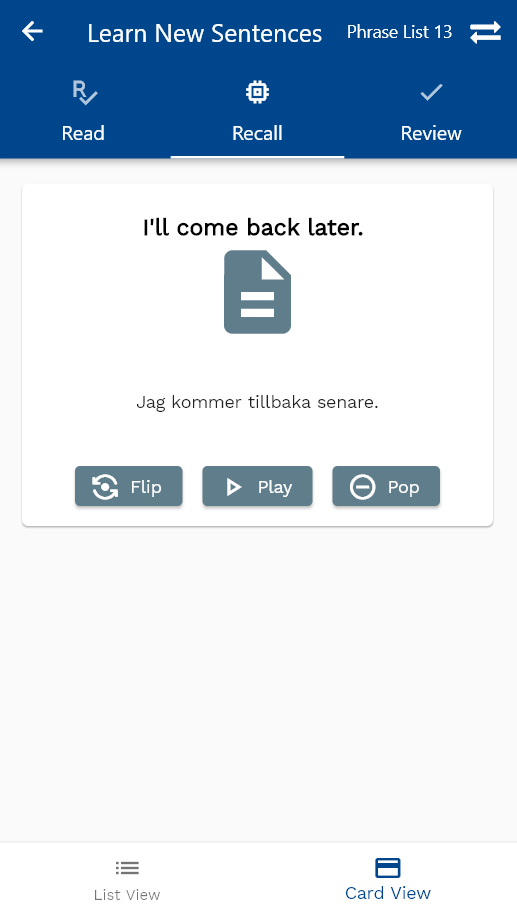 Learn New Sentences Phrase List 13
Read Recall Review
I'll come back later.
Jag kommer tillbaka senare.
Flip Play Pop
List View Card View